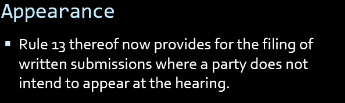 Appearance
▪ Rule 13 thereof now provides for the filing of
written submissions where a party does not
intend to appear at the hearing.